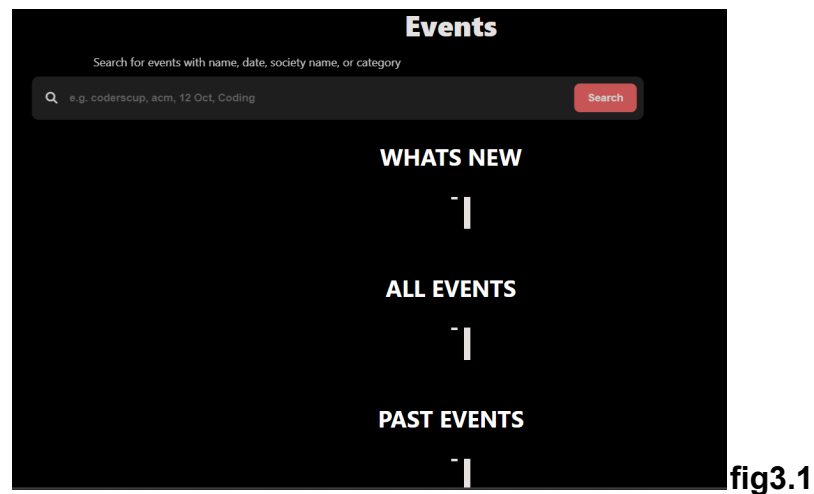 Events
Search for events with name, date, society name, or category
e.g. coderscup, acm, 12 Oct, Coding
Search
WHATS NEW
ALL EVENTS
PAST EVENTS
fig3.1